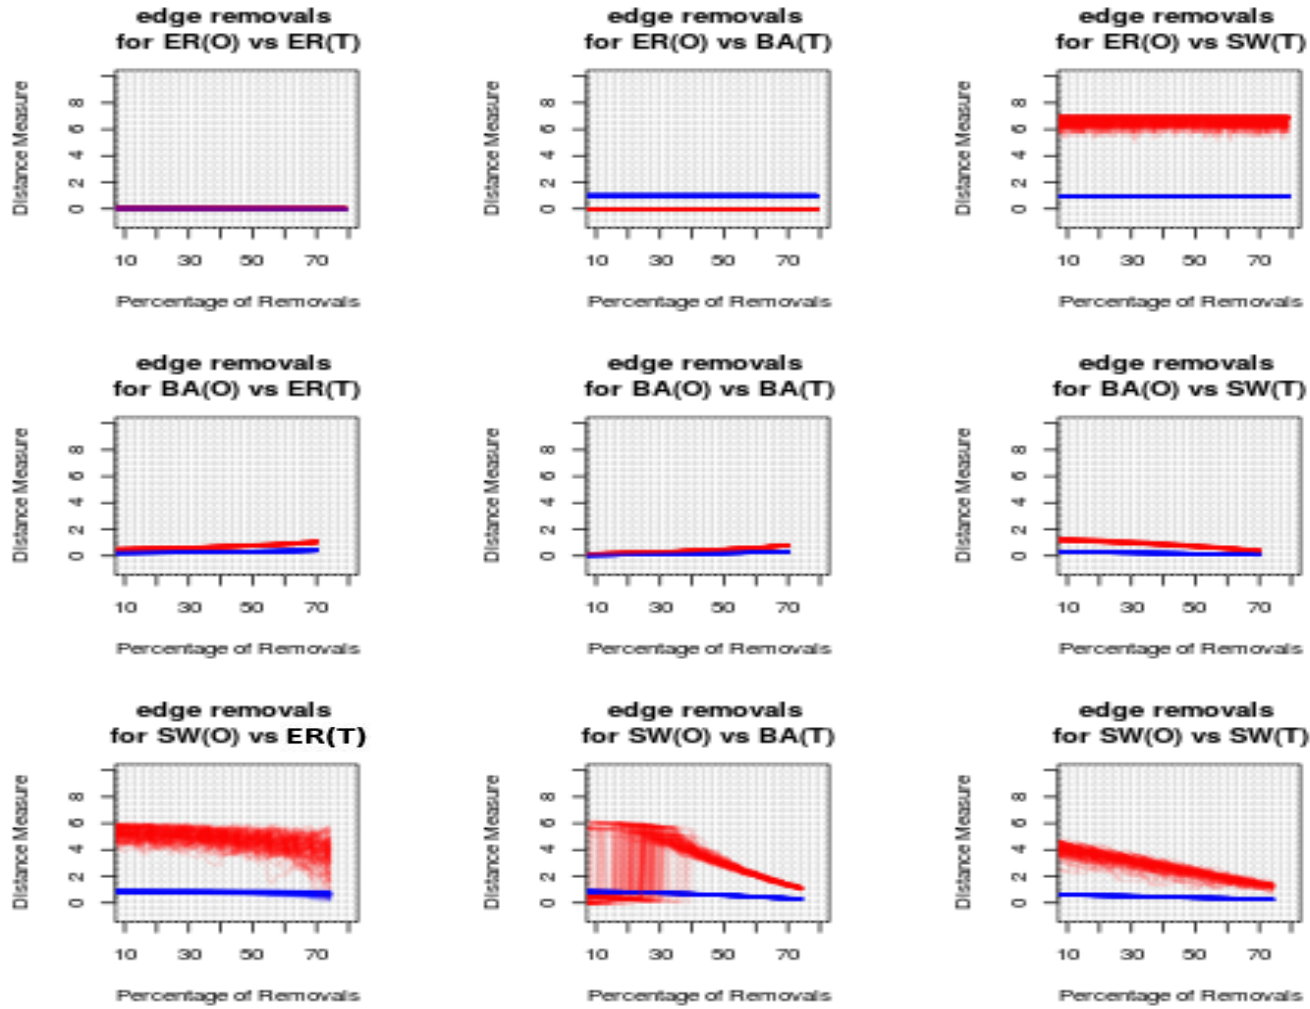 edge removals
for ER(O) vs ER(T)
Distance Measure
0 2 4 6 8
10 30 50 70
Percentage of Removals
edge removals
for ER(O) vs BA(T)
Distance Measure
0 2 4 6 8
10 30 50 70
Percentage of Removals
edge removals
for ER(O) vs SW(T)
Distance Measure
0 2 4 6 8
10 30 50 70
Percentage of Removals
edge removals
for BA(O) vs ER(T)
Distance Measure
0 2 4 6 8
10 30 50 70
Percentage of Removals
edge removals
for BA(O) vs BA(T)
Distance Measure
0 2 4 6 8
10 30 50 70
Percentage of Removals
edge removals
for BA(O) vs SW(T)
Distance Measure
0 2 4 6 8
10 30 50 70
Percentage of Removals
edge removals
for SW(O) vs ER(T)
Distance Measure
0 2 4 6 8
10 30 50 70
Percentage of Removals
edge removals
for SW(O) vs BA(T)
Distance Measure
0 2 4 6 8
10 30 50 70
Percentage of Removals
edge removals
for SW(O) vs SW(T)
Distance Measure
0 2 4 6 8
10 30 50 70
Percentage of Removals